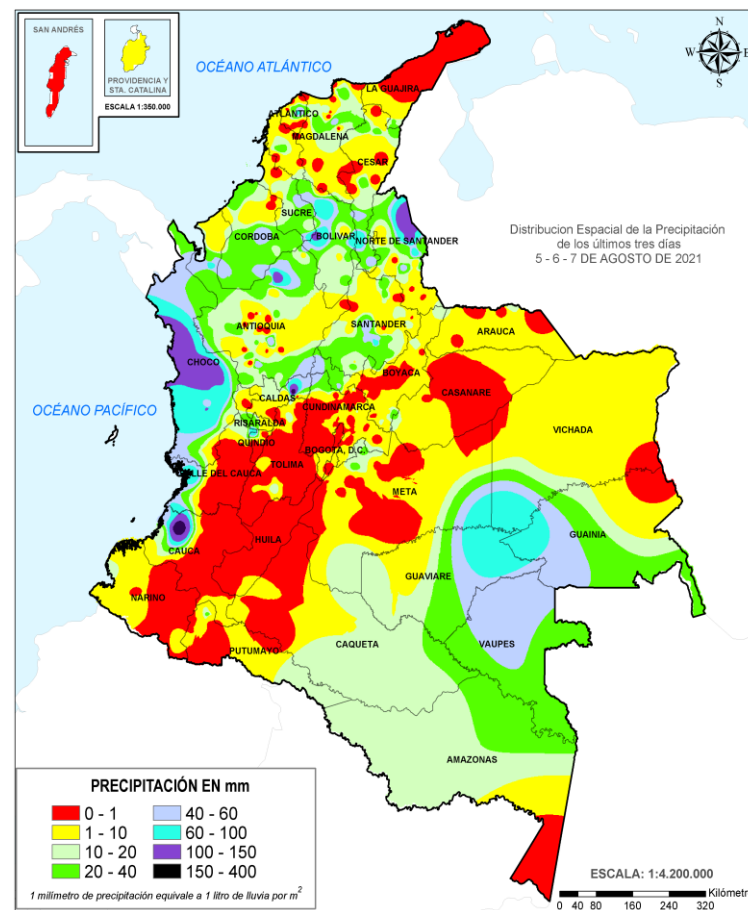 SAN ANDRÉS
PROVIDENCIA Y
STA. CATALINA
ESCALA 1:350.000
OCÉANO ATLÁNTICO
N
W E
S
LA GUAJIRA
ATLÁNTICO
MAGDALENA
CESAR
SUCRE
CORDOBA
BOLIVAR
NORTE DE SANTANDER
Distribucion Espacial de la Precipitación
de los últimos tres días
5 - 6 - 7 DE AGOSTO DE 2021
ANTIOQUIA
SANTANDER
ARAUCA
CHOCO
BOYACA
CASANARE
OCÉANO PACÍFICO
CALDAS
CUNDINAMARCA
VICHADA
RISARALDA
QUINDIO
BOGOTA, D.C.
TOLIMA
VALLE DEL CAUCA
META
HUILA
GUAINIA
CAUCA
GUAVIARE
NARIÑO
VAUPES
PUTUMAYO
CAQUETA
AMAZONAS
PRECIPITACIÓN EN mm
0 - 1 40 - 60
1 - 10 60 - 100
10 - 20 100 - 150
20 - 40 150 - 400
1 milímetro de precipitación equivale a 1 litro de lluvia por m2
ESCALA: 1:4.200.000
Kilómetr
0 40 80 160 240 320